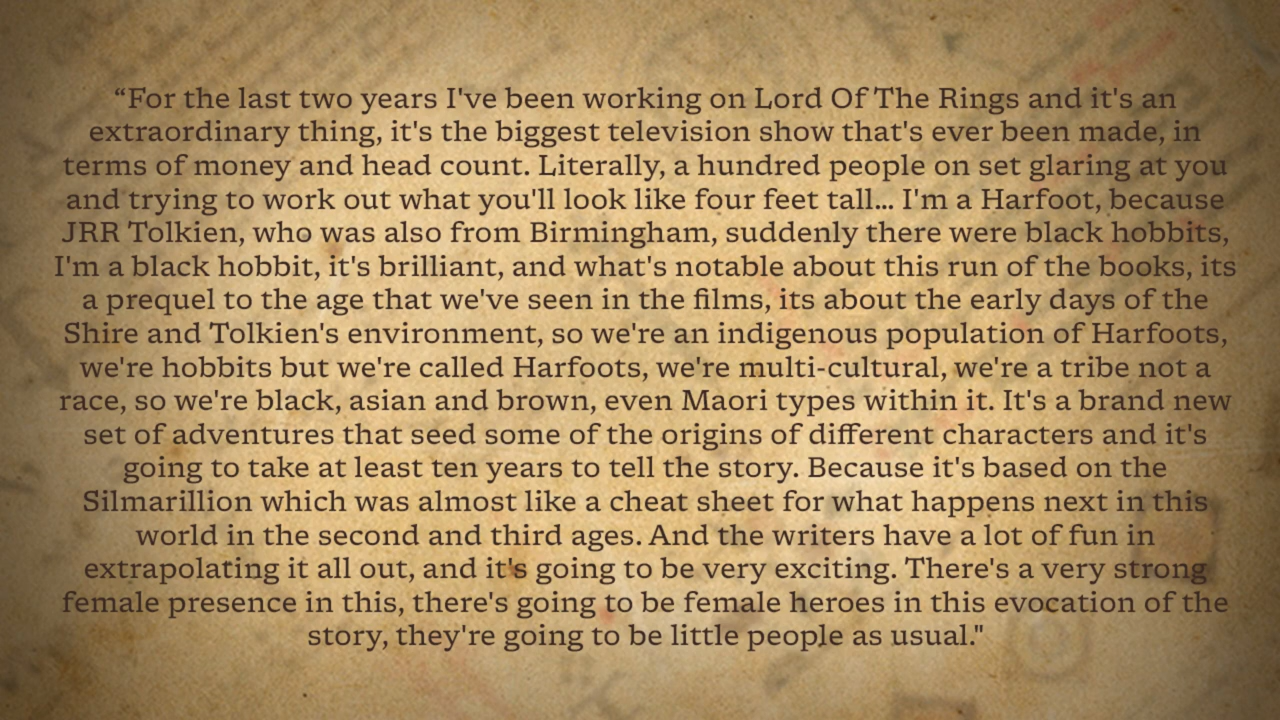 “For the last two years I've been working on Lord Of The Rings and it's an
extraordinary thing, it's the biggest television show that's ever been made, in
terms of money and head count. Literally, a hundred people on set glaring at you
and trying to work out what you'll look like four feet tall... I'm a Harfoot, because
JRR Tolkien, who was also from Birmingham, suddenly there were black hobbits,
I'm a black hobbit, it's brilliant, and what's notable about this run of the books, its
a prequel to the age that we've seen in the films, its about the early days of the
Shire and Tolkien's environment, so we're an indigenous population of Harfoots,
we're hobbits but we're called Harfoots, we're multi-cultural, we're a tribe not a
race, so we're black, asian and brown, even Maori types within it. It's a brand new
set of adventures that seed some of the origins of different characters and it's
going to take at least ten years to tell the story. Because it's based on the
Silmarillion which was almost like a cheat sheet for what happens next in this
world in the second and third ages. And the writers have a lot of fun in
extrapolating it all out, and it's going to be very exciting. There's a very strong
female presence in this, there's going to be female heroes in this evocation of the
story, they're going to be little people as usual."